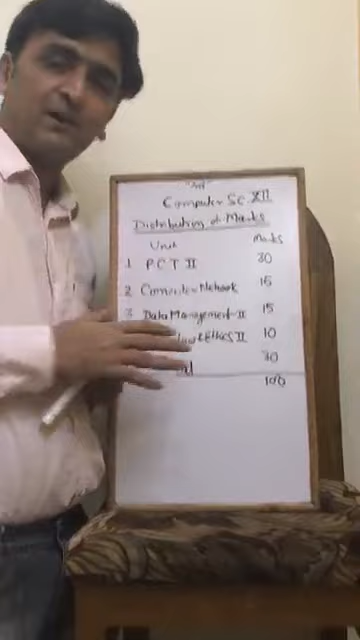 Computer Sc XII
Distribution of Marks
Unit Marks
1 PCT II 30
2 Computer Network 15
3 Data Management-II 15
& Ethics II 10
30
100